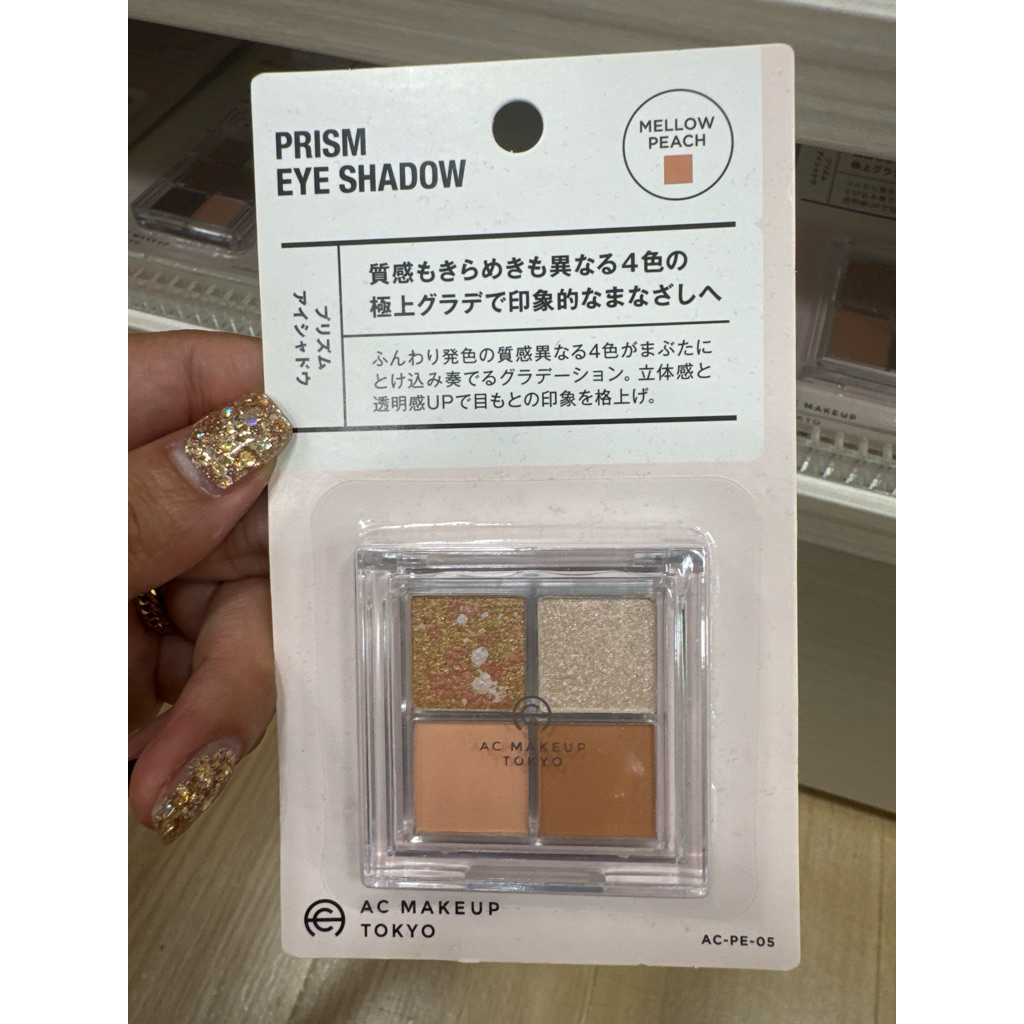 PRISM
EYE SHADOW
MELLOW
PEACH
プリズム
アイシャドウ
質感もきらめきも異なる4色の
極上グラデで印象的なまなざしへ
ふんわり発色の質感異なる4色がまぶたに
とけ込み奏でるグラデーション。立体感と
透明感UPで目もとの印象を格上げ。
AC MAKEUP
TOKYO
AC MAKEUP
TOKYO
AC-PE-05
MAKEUP